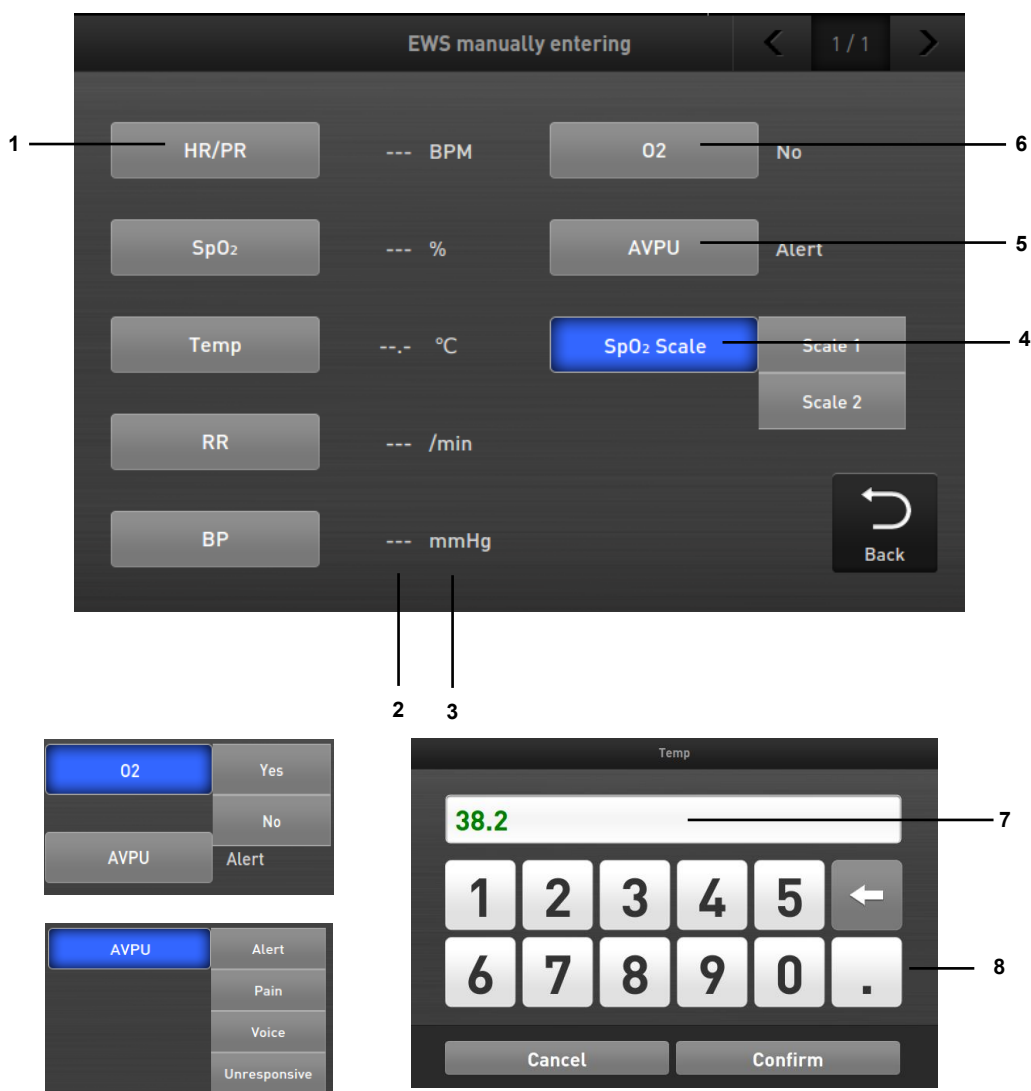 EWS manually entering
1 / 1
1
HR/PR
--- BPM
O2
No
6
SpO₂
--- %
AVPU
Alert
5
Temp
--.- °C
SpO₂ Scale
Scale 1
4
Scale 2
RR
--- /min
BP
--- mmHg
Back
2
3
O2
Yes
No
AVPU
Alert
AVPU
Alert
Pain
Voice
Unresponsive
Temp
38.2
7
1 2 3 4 5
6 7 8 9 0 .
8
Cancel
Confirm